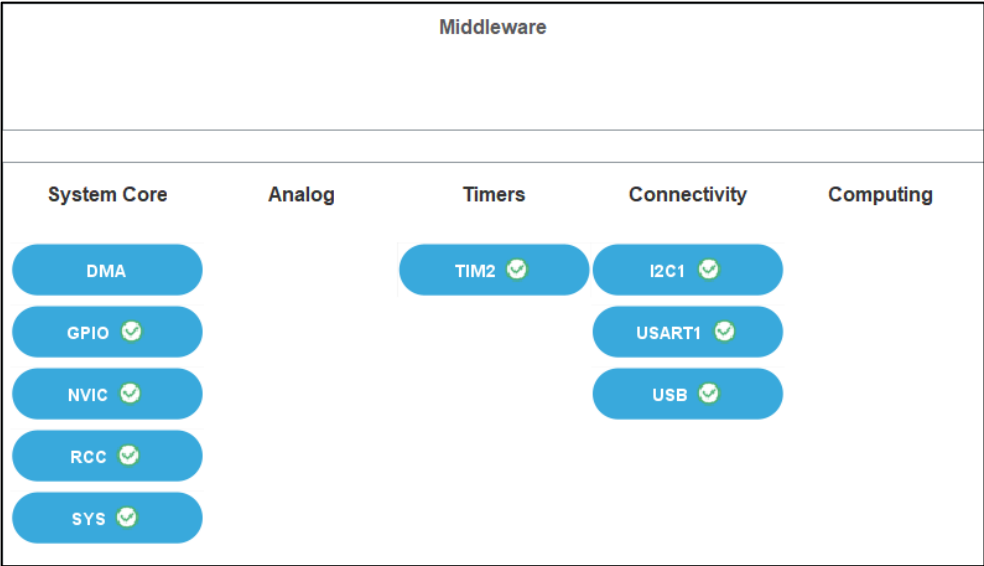 Middleware
System Core Analog Timers Connectivity Computing
DMA TIM2 I2C1
GPIO USART1
NVIC USB
RCC
SYS